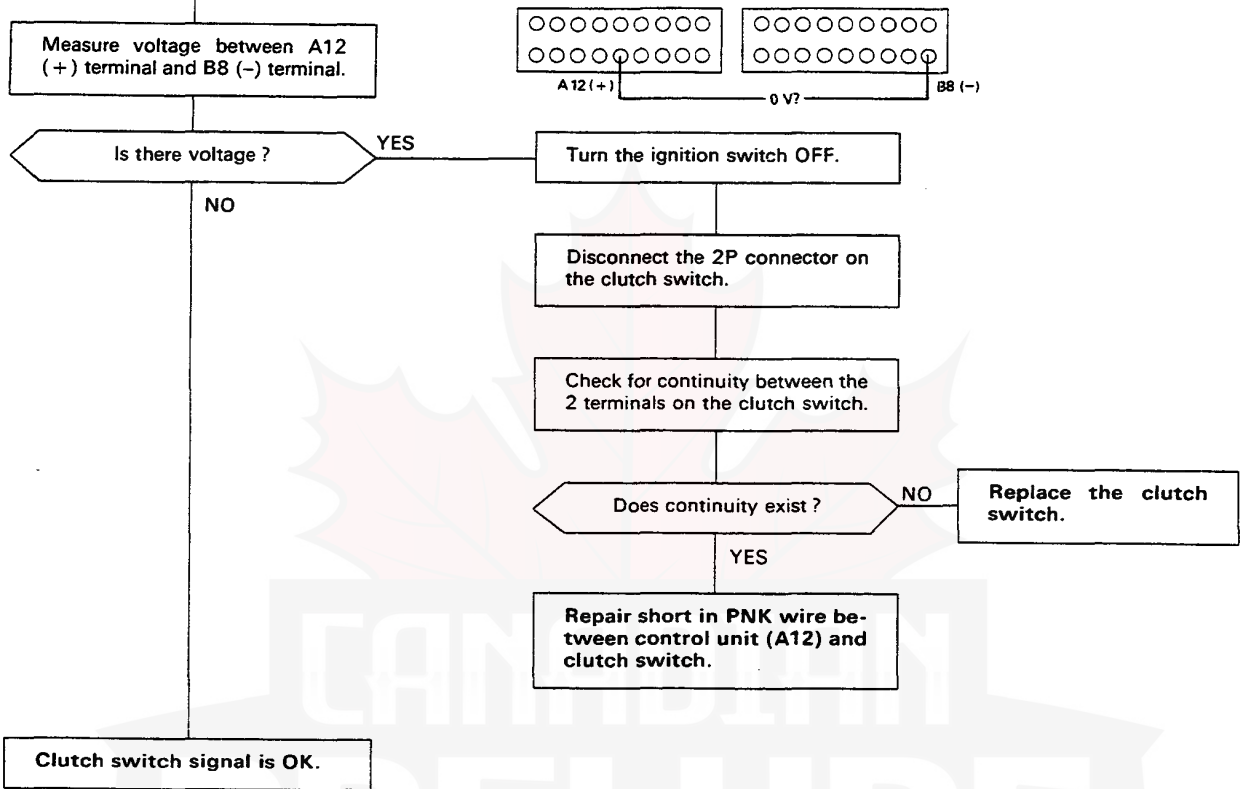 Measure voltage between A12
(+) terminal and B8 (–) terminal.
A12(+)
0 V?
B8 (–)
Is there voltage ?
YES
NO
Turn the ignition switch OFF.
Disconnect the 2P connector on
the clutch switch.
Check for continuity between the
2 terminals on the clutch switch.
Does continuity exist ?
NO
Replace the clutch
switch.
YES
Repair short in PNK wire be-
tween control unit (A12) and
clutch switch.
Clutch switch signal is OK.
CANADIAN
PRELUDE